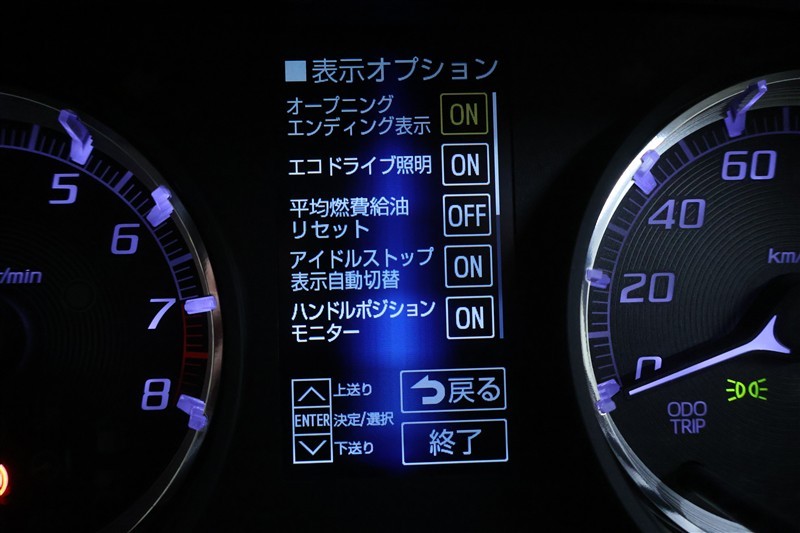 ■表示オプション
オープニング
エンディング表示 ON
エコドライブ照明 ON
平均燃費給油
リセット OFF
アイドルストップ
表示自動切替 ON
ハンドルポジション
モニター ON
上送り
ENTER 決定/選択
下送り
戻る
終了
5
6
7
8
r/min
60
40
20
0
km/
ODO
TRIP